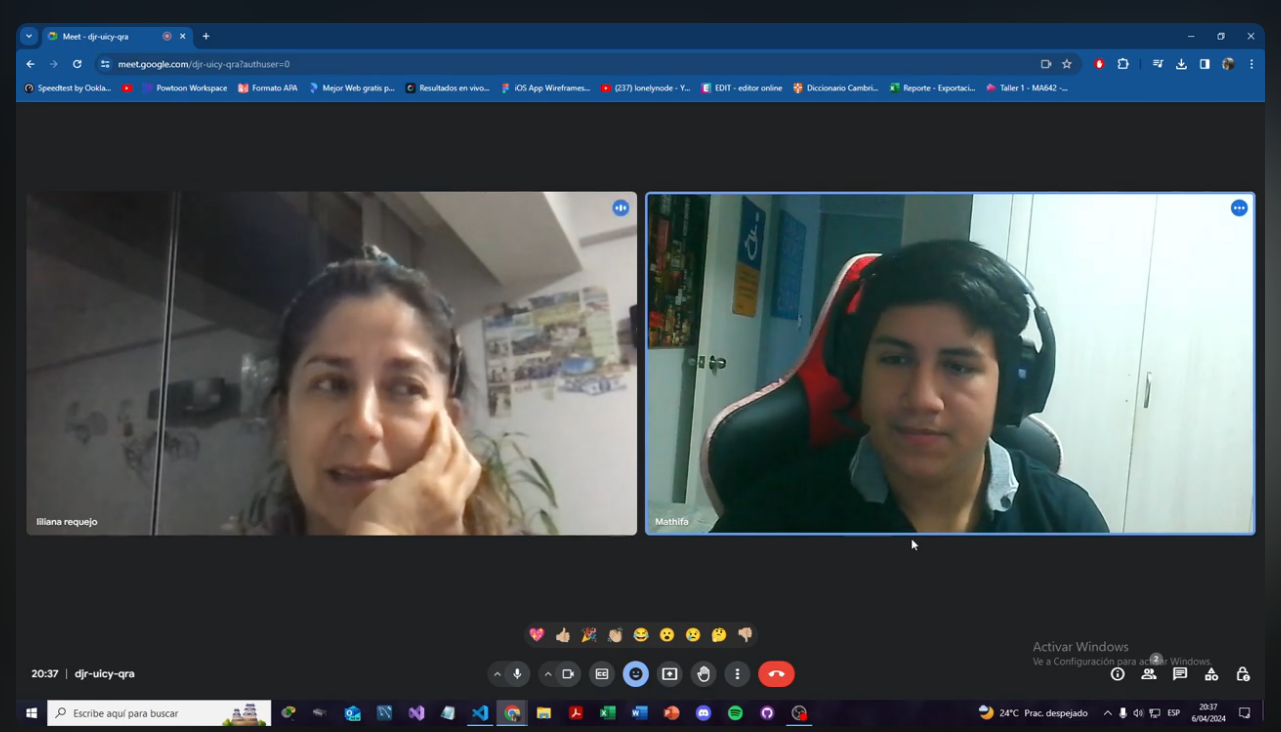 Meet - djr-uicy-qra
meet.google.com/djr-uicy-qra?authuser=0
Speedtest by Ookla...
Powtoon Workspace
Formato APA
Mejor Web gratis p...
Resultados en vivo...
iOS App Wireframes...
(237) lonelynode - Y...
EDIT - editor online
Diccionario Cambri...
Reporte - Exportaci...
Taller 1 - MA642 -...
liliana requejo
Mathifa
Activar Windows
Ve a Configuración para activar Windows.
2
20:37 | djr-uicy-qra
CC
Escribe aquí para buscar
24°C Prac. despejado
ESP
20:37
6/04/2024